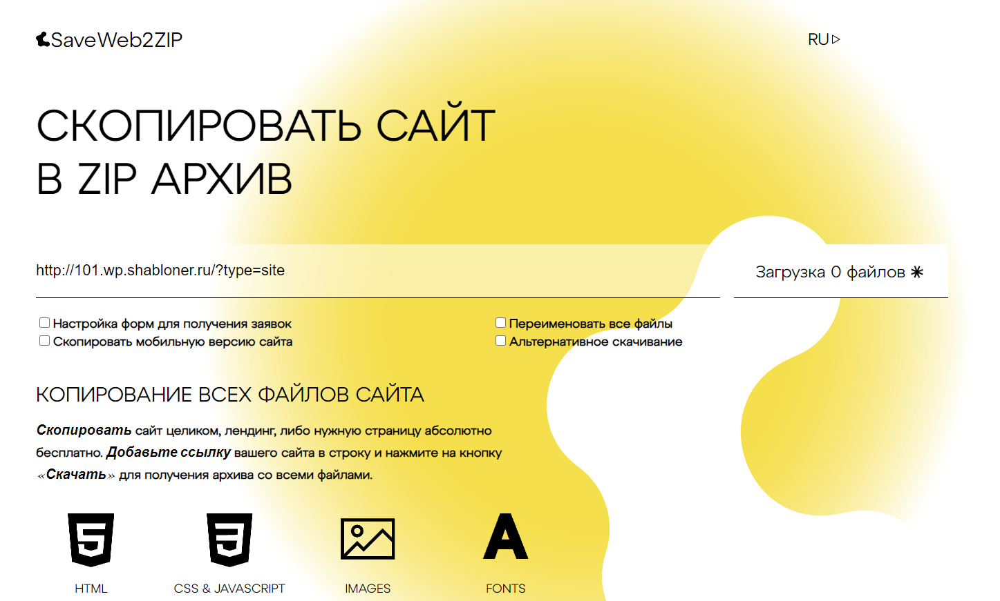 SaveWeb2ZIP
RU
СКОПИРОВАТЬ САЙТ
В ZIP АРХИВ
http://101.wp.shabloner.ru/?type=site
Загрузка 0 файлов
Настройка форм для получения заявок
Переименовать все файлы
Скопировать мобильную версию сайта
Альтернативное скачивание
КОПИРОВАНИЕ ВСЕХ ФАЙЛОВ САЙТА
Скопировать сайт целиком, лендинг, либо нужную страницу абсолютно
бесплатно. Добавьте ссылку вашего сайта в строку и нажмите на кнопку
«Скачать» для получения архива со всеми файлами.
HTML
CSS & JAVASCRIPT
IMAGES
FONTS